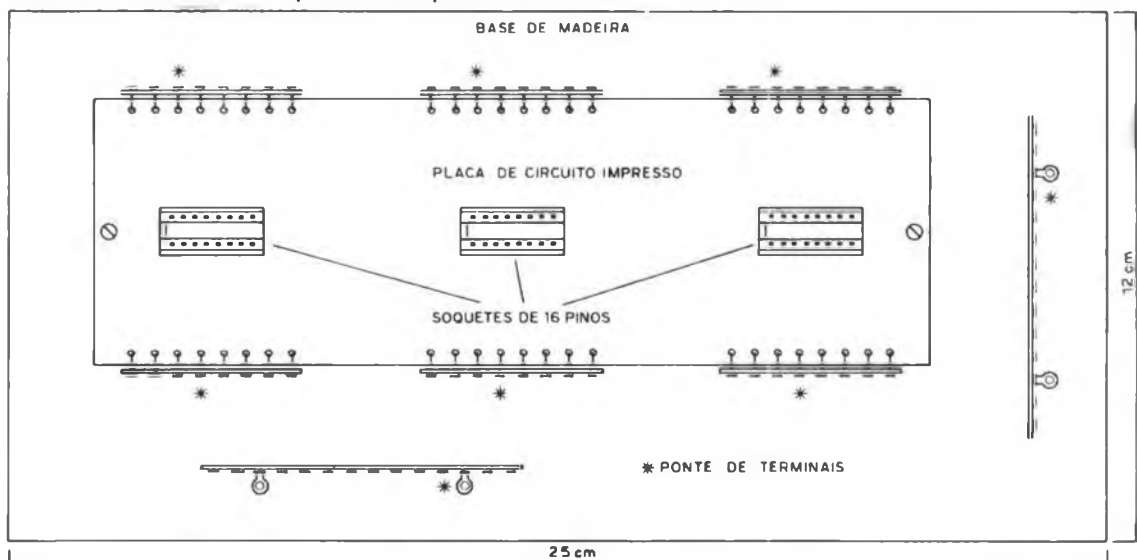 BASE DE MADEIRA
*
*
*
PLACA DE CIRCUITO IMPRESSO
*
12 cm
SOQUETES DE 16 PINOS
*
*
*
* PONTE DE TERMINAIS
*
25 cm